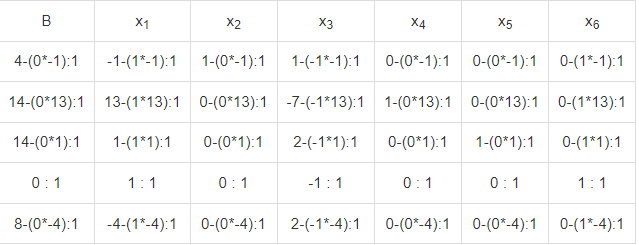 B x₁ x₂ x₃ x₄ x₅ x₆
4-(0*-1):1 -1-(1*-1):1 1-(0*-1):1 1-(-1*-1):1 0-(0*-1):1 0-(0*-1):1 0-(1*-1):1
14-(0*13):1 13-(1*13):1 0-(0*13):1 -7-(-1*13):1 1-(0*13):1 0-(0*13):1 0-(1*13):1
14-(0*1):1 1-(1*1):1 0-(0*1):1 2-(-1*1):1 0-(0*1):1 1-(0*1):1 0-(1*1):1
0 : 1 1 : 1 0 : 1 -1 : 1 0 : 1 0 : 1 1 : 1
8-(0*-4):1 -4-(1*-4):1 0-(0*-4):1 2-(-1*-4):1 0-(0*-4):1 0-(0*-4):1 0-(1*-4):1